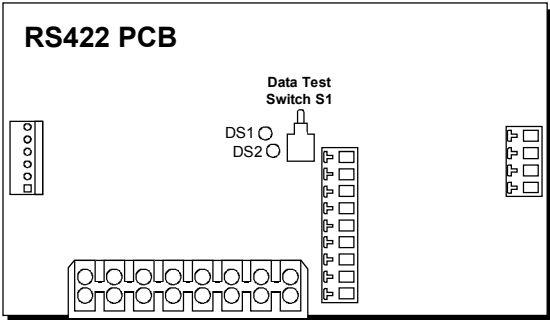 RS422 PCB
Data Test
Switch S1
DS1
DS2